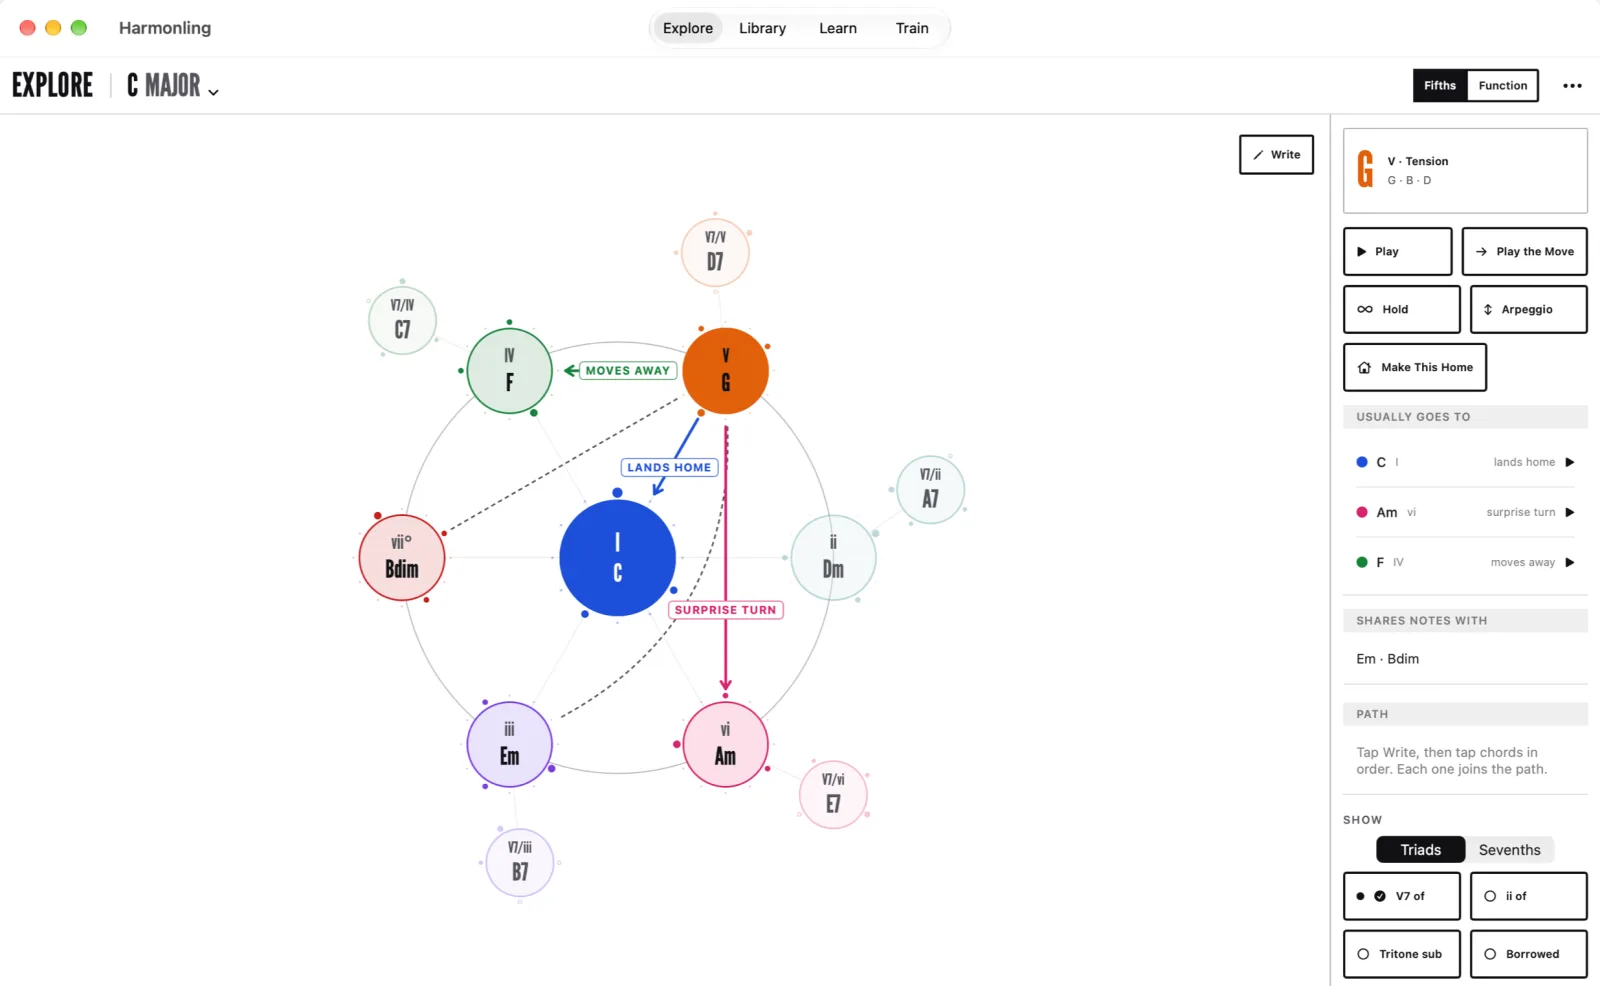 Harmonling
Explore Library Learn Train
EXPLORE C MAJOR
Fifths Function
Write
V7/V
D7
V7/IV
C7
IV
F
MOVES AWAY
V
G
LANDS HOME
V7/ii
A7
vii°
Bdim
I
C
ii
Dm
SURPRISE TURN
iii
Em
vi
Am
V7/vi
E7
V7/iii
B7
G
V · Tension
G · B · D
Play
Play the Move
Hold
Arpeggio
Make This Home
USUALLY GOES TO
C I lands home
Am vi surprise turn
F IV moves away
SHARES NOTES WITH
Em · Bdim
PATH
Tap Write, then tap chords in
order. Each one joins the path.
SHOW
Triads Sevenths
V7 of
ii of
Tritone sub
Borrowed